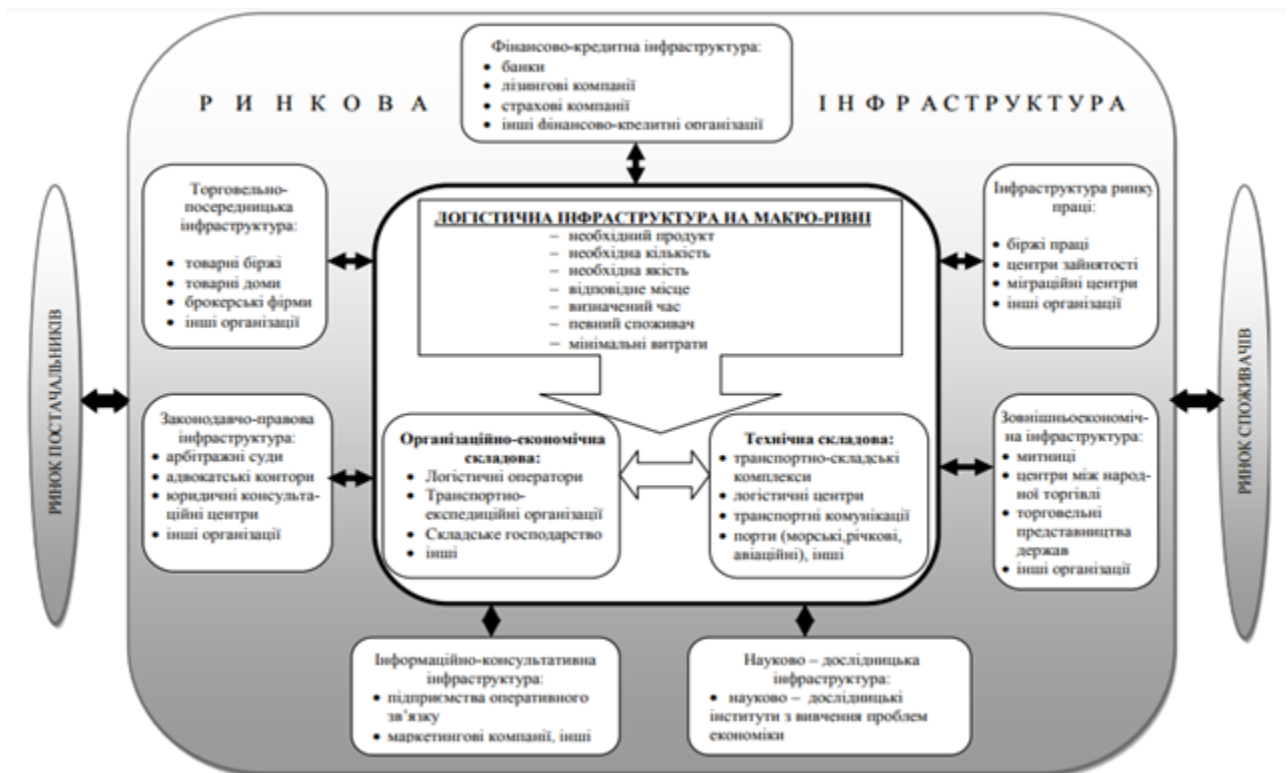 Фінансово-кредитна інфраструктура:
• банки
• лізингові компанії
• страхові компанії
• інші фінансово-кредитні організації
РИНКОВА ІНФРАСТРУКТУРА
Торговельно-
посередницька
інфраструктура:
• товарні біржі
• товарні доми
• брокерські фірми
• інші організації
ЛОГІСТИЧНА ІНФРАСТРУКТУРА НА МАКРО-РІВНІ
– необхідний продукт
– необхідна кількість
– необхідна якість
– відповідне місце
– визначений час
– певний споживач
– мінімальні витрати
Інфраструктура ринку
праці:
• біржі праці
• центри зайнятості
• міграційні центри
• інші організації
РИНОК ПОСТАЧАЛЬНИКІВ
Законодавчо-правова
інфраструктура:
• арбітражні суди
• адвокатські контори
• юридичні консульта-
ційні центри
• інші організації
Організаційно-економічна
складова:
• Логістичні оператори
• Транспортно-
експедиційні організації
• Складське господарство
• інші
Технічна складова:
• транспортно-складські
комплекси
• логістичні центри
• транспортні комунікації
• порти (морські,річкові,
авіаційні), інші
Зовнішньоекономіч-
на інфраструктура:
• митниці
• центри між народ-
ної торгівлі
• торговельні
представництва
держав
• інші організації
РИНОК СПОЖИВАЧІВ
Інформаційно-консультативна
інфраструктура:
• підприємства оперативного
зв’язку
• маркетингові компанії, інші
Науково – дослідницька
інфраструктура:
• науково – дослідницькі
інститути з вивчення проблем
економіки